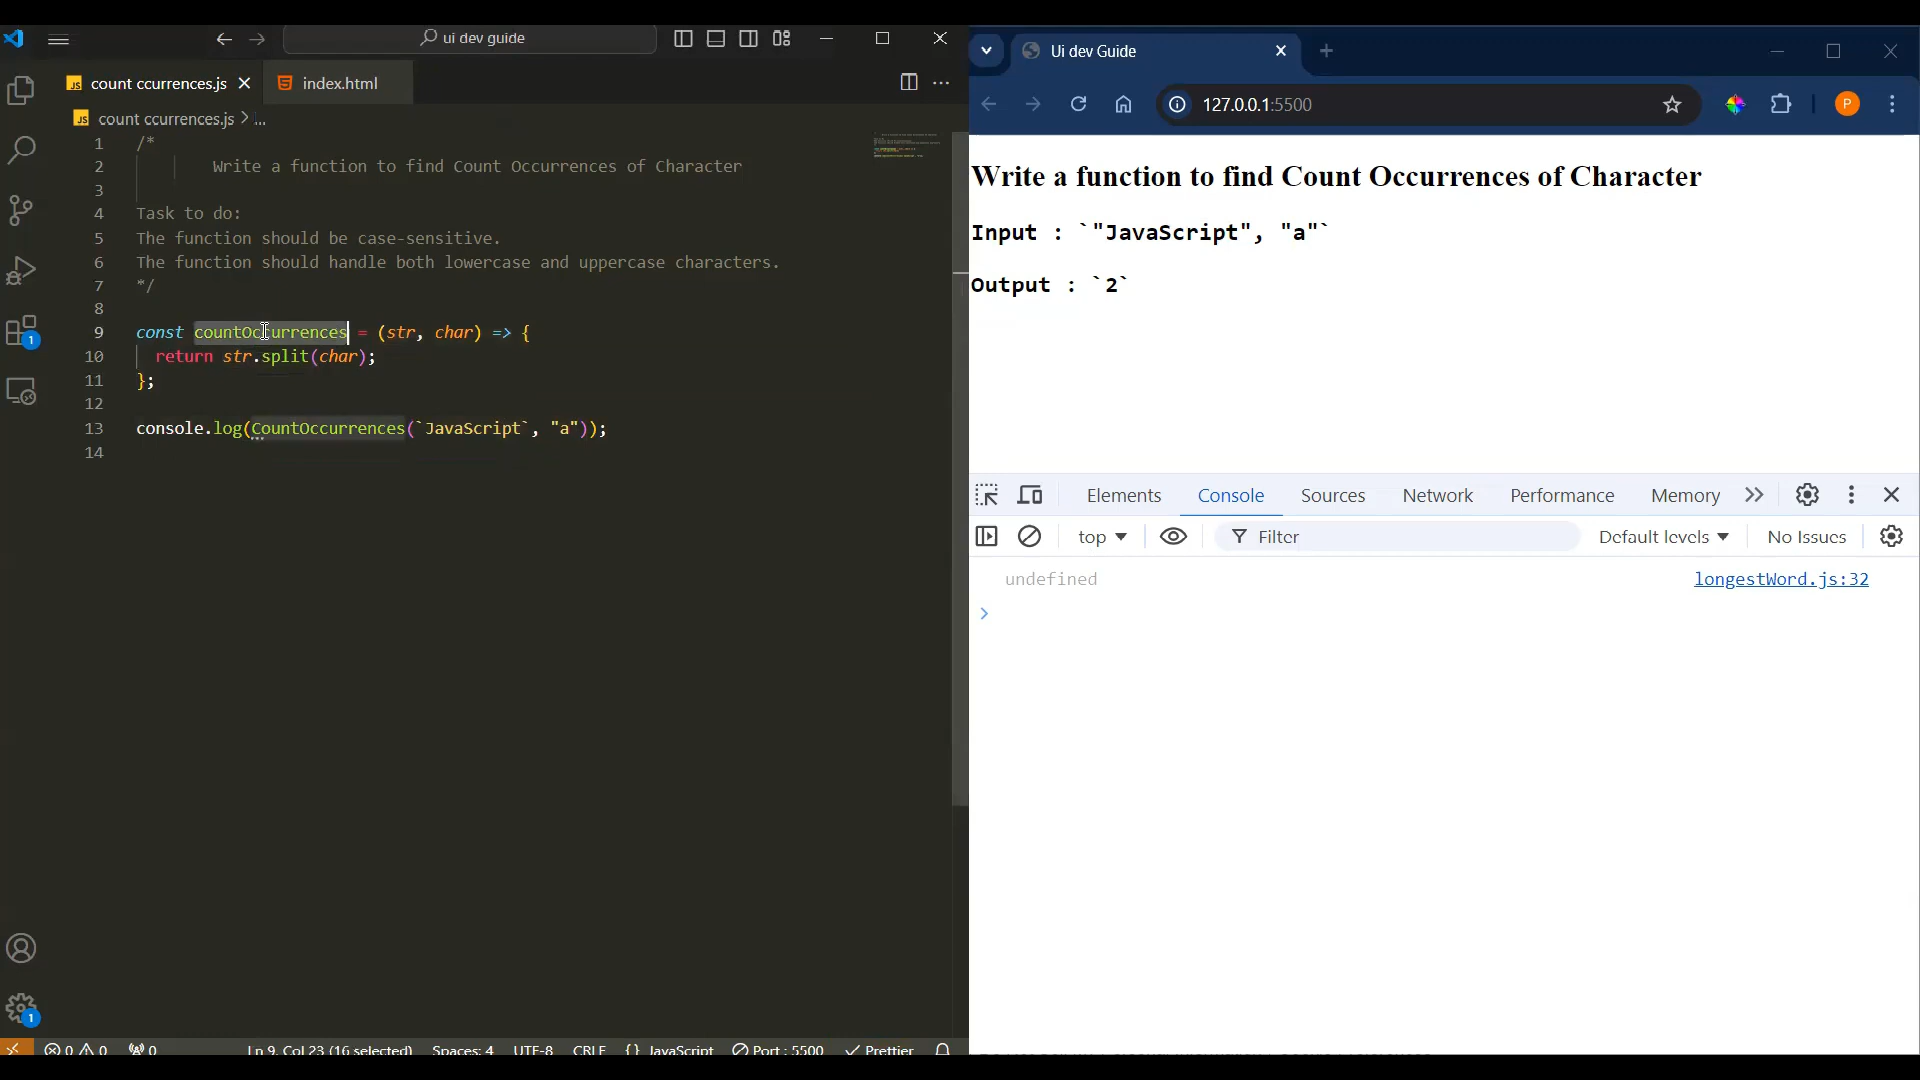 ui dev guide
count ccurrences.js
index.html
count ccurrences.js > ...
1 /*
2 Write a function to find Count Occurrences of Character
3
4 Task to do:
5 The function should be case-sensitive.
6 The function should handle both lowercase and uppercase characters.
7 */
8
9 const countOccurrences = (str, char) => {
10 return str.split(char);
11 };
12
13 console.log(CountOccurrences(`JavaScript`, "a"));
14
1
1
0 0 0 Ln 9, Col 23 (16 selected) Spaces: 4 UTF-8 CRLF {} JavaScript Port : 5500 Prettier
Ui dev Guide
127.0.0.1:5500
P
Write a function to find Count Occurrences of Character
Input : `"JavaScript", "a"`
Output : `2`
Elements Console Sources Network Performance Memory
top Filter Default levels No Issues
undefined longestWord.js:32